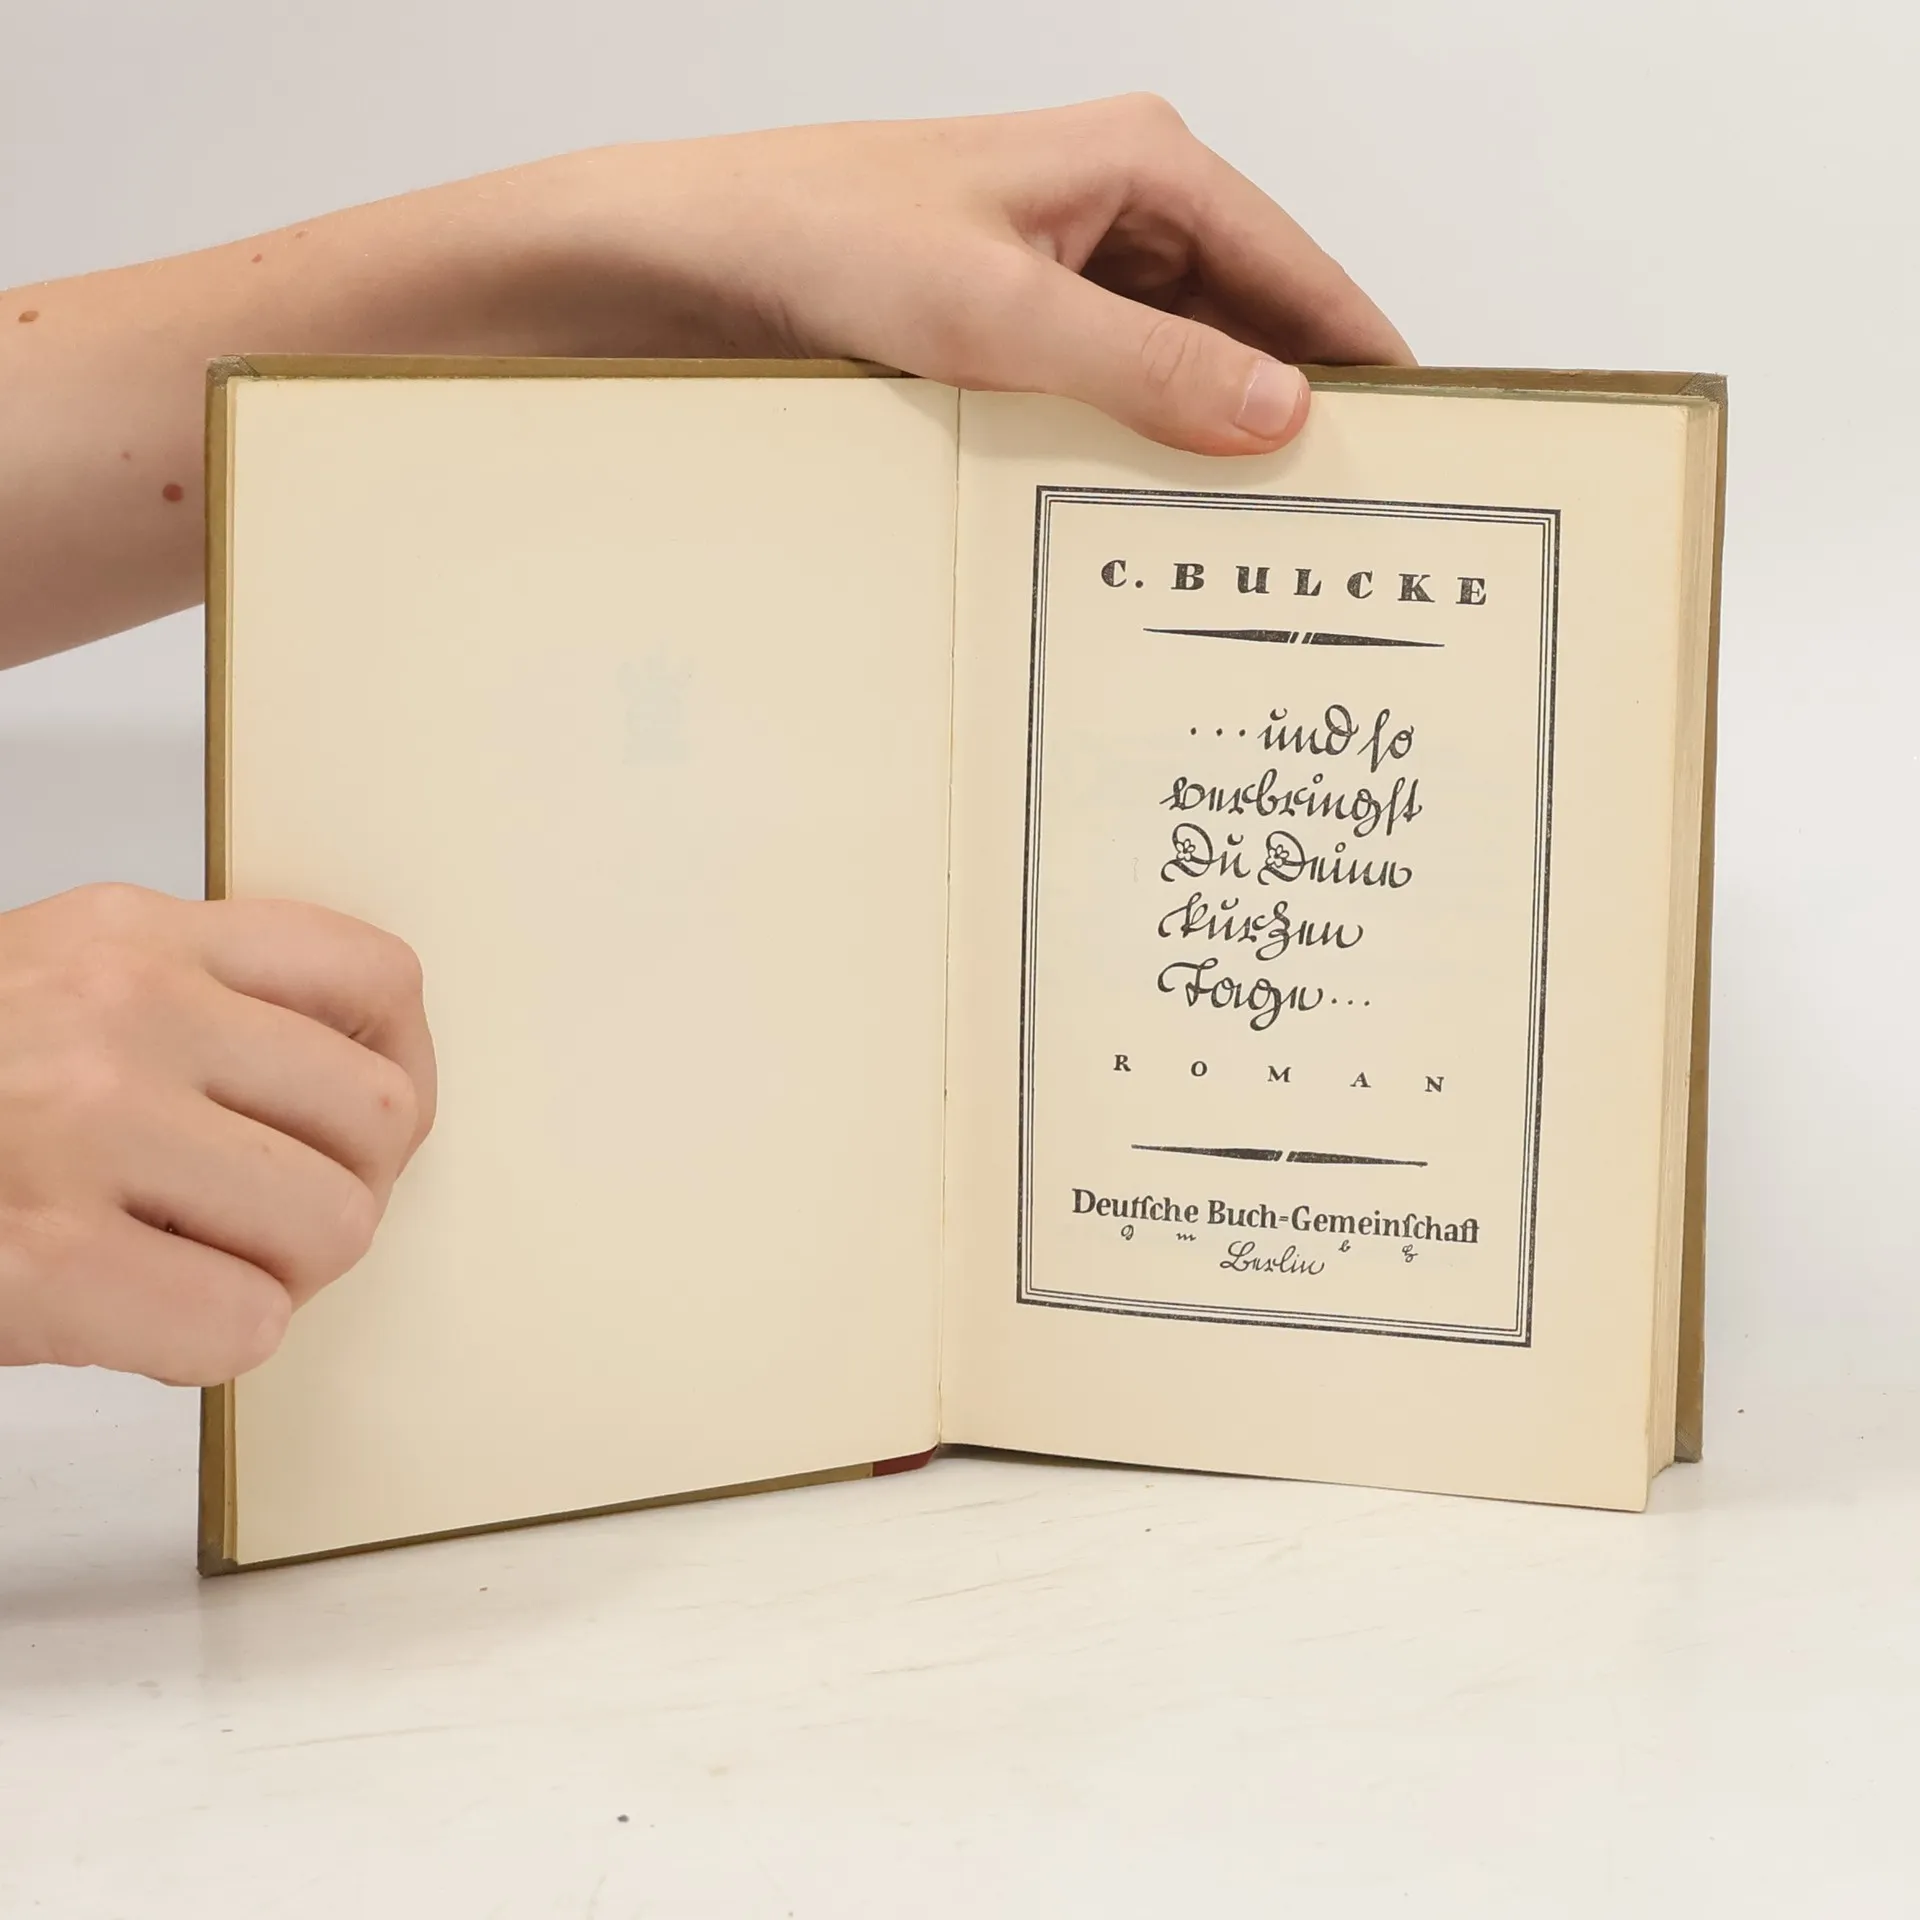 C. BULCKE
...und so
verbringst
Du Deine
kurzen
Tage...
ROMAN
Deutſche Buch-Gemeinſchaft
g m b h
Berlin